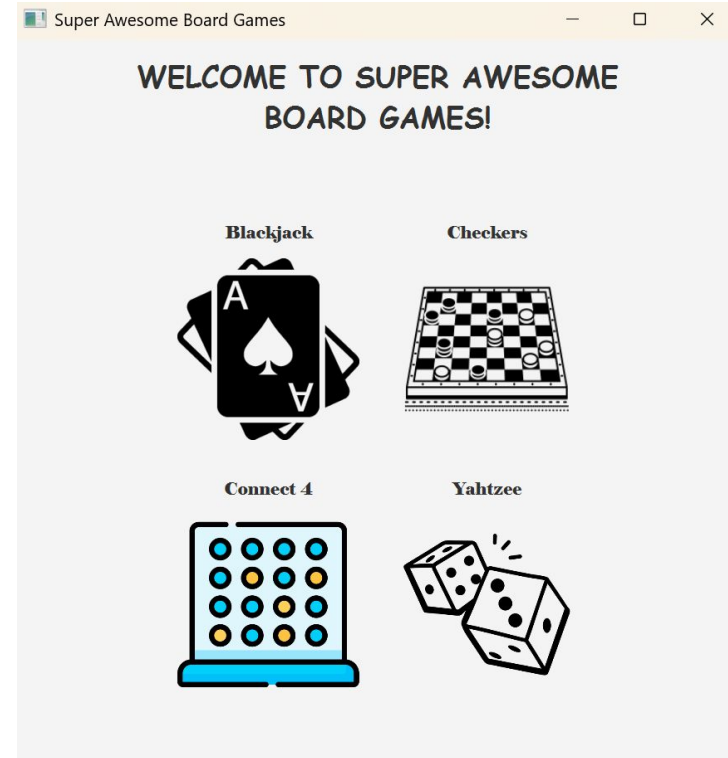 Super Awesome Board Games
WELCOME TO SUPER AWESOME
BOARD GAMES!
Blackjack
Checkers
A
A
Connect 4
Yahtzee